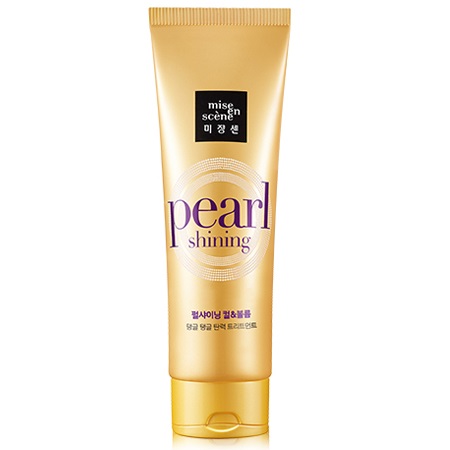 mise
en
scène
미장센
pearl
shining
펄샤이닝 컬&볼륨
탱글 탱글 탄력 트리트먼트